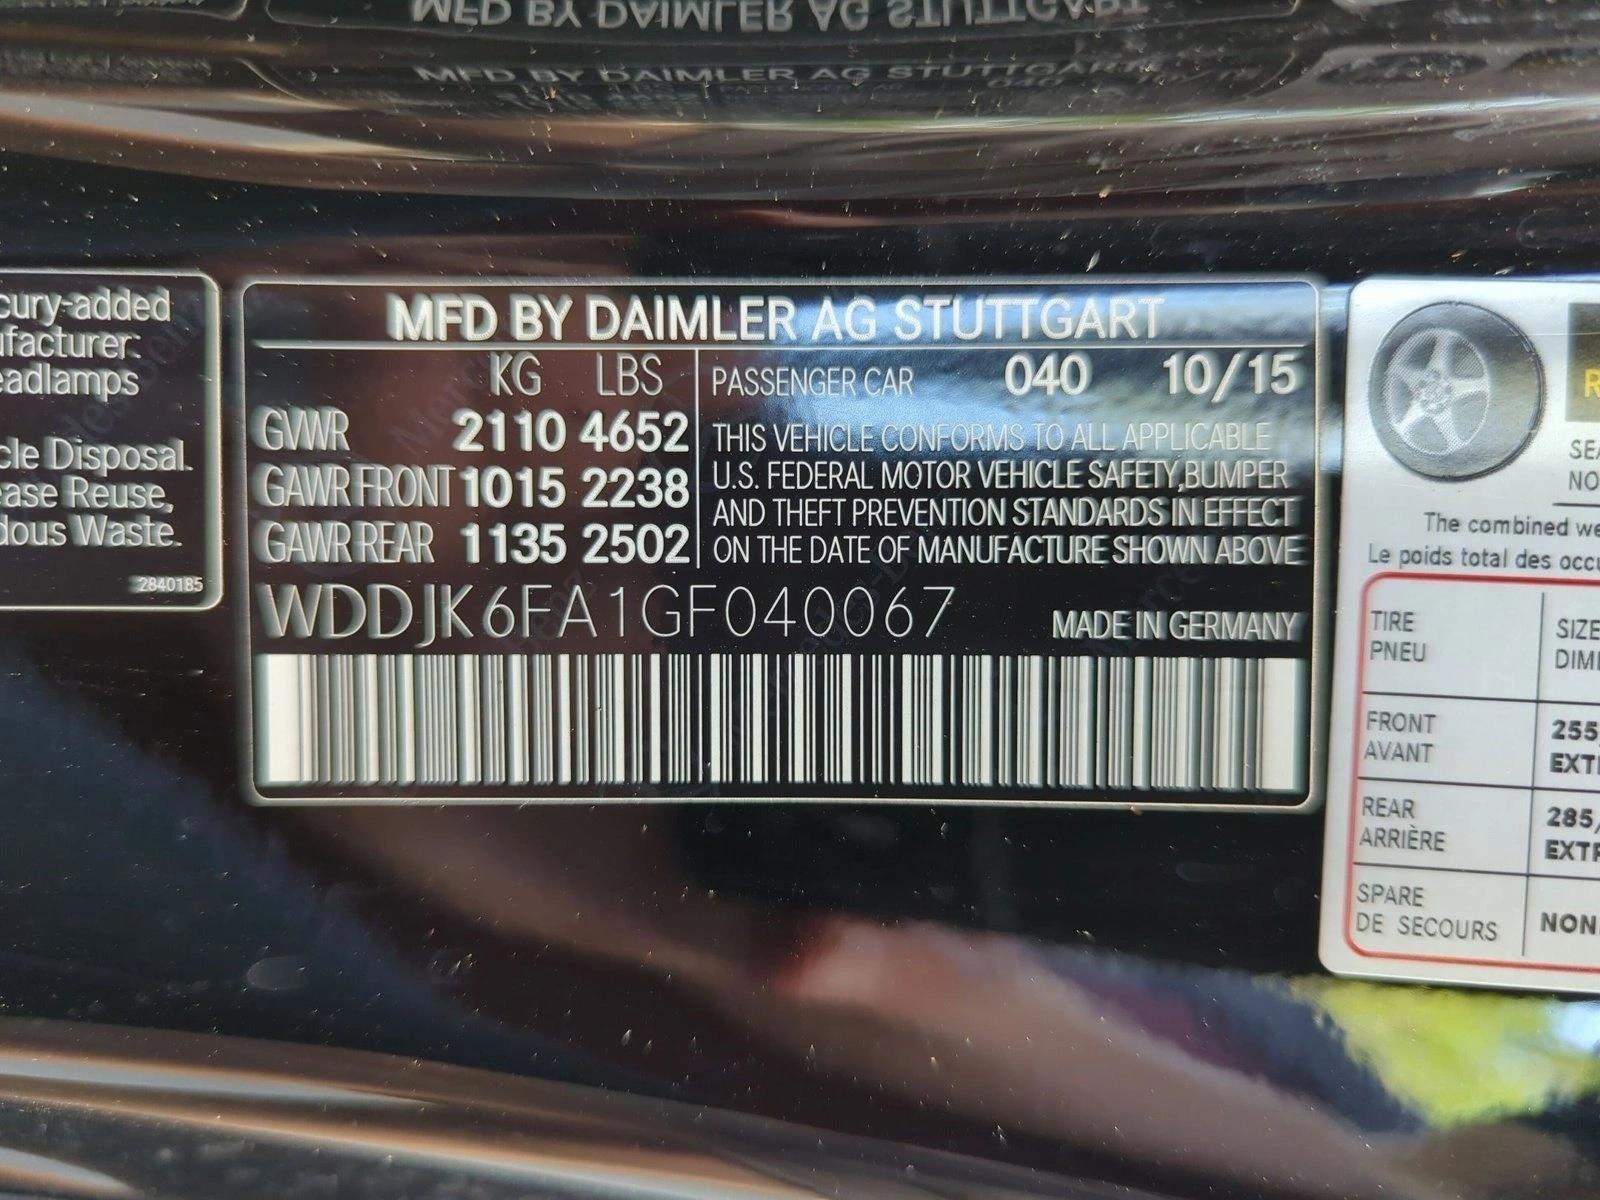 MFD BY DAIMLER AG STUTTGART
MFD BY DAIMLER AG STUTTGART
cury-added
ufacturer.
eadlamps
cle Disposal.
ease Reuse,
dous Waste.
2840185
MFD BY DAIMLER AG STUTTGART
KG LBS
GVWR 2110 4652
GAWR FRONT 1015 2238
GAWR REAR 1135 2502
PASSENGER CAR 040 10/15
THIS VEHICLE CONFORMS TO ALL APPLICABLE
U.S. FEDERAL MOTOR VEHICLE SAFETY, BUMPER
AND THEFT PREVENTION STANDARDS IN EFFECT
ON THE DATE OF MANUFACTURE SHOWN ABOVE
WDDJK6FA1GF040067
MADE IN GERMANY
SEA
NO
The combined we
Le poids total des occu
TIRE
PNEU
SIZE
DIM
FRONT
AVANT
255
EXT
REAR
ARRIÈRE
285/
EXTR
SPARE
DE SECOURS
NON